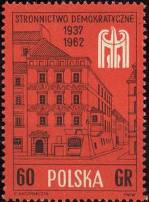 STRONNICTWO DEMOKRATYCZNE
1937
1962
60 POLSKA GR